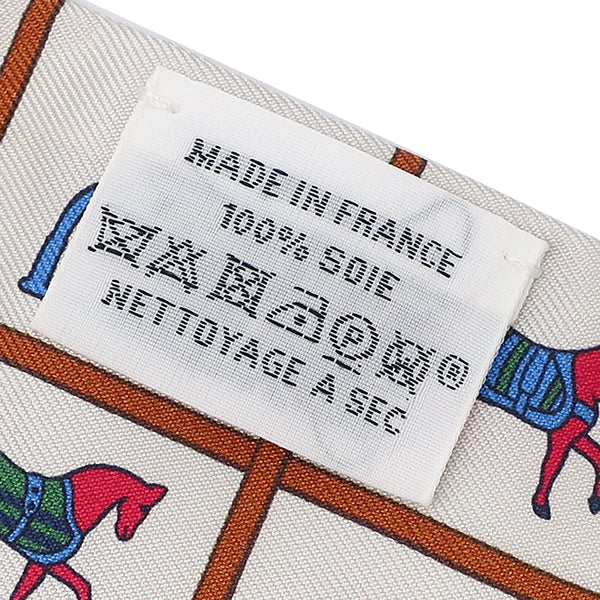 MADE IN FRANCE
100% SOIE
Ⓟ ®
NETTOYAGE A SEC